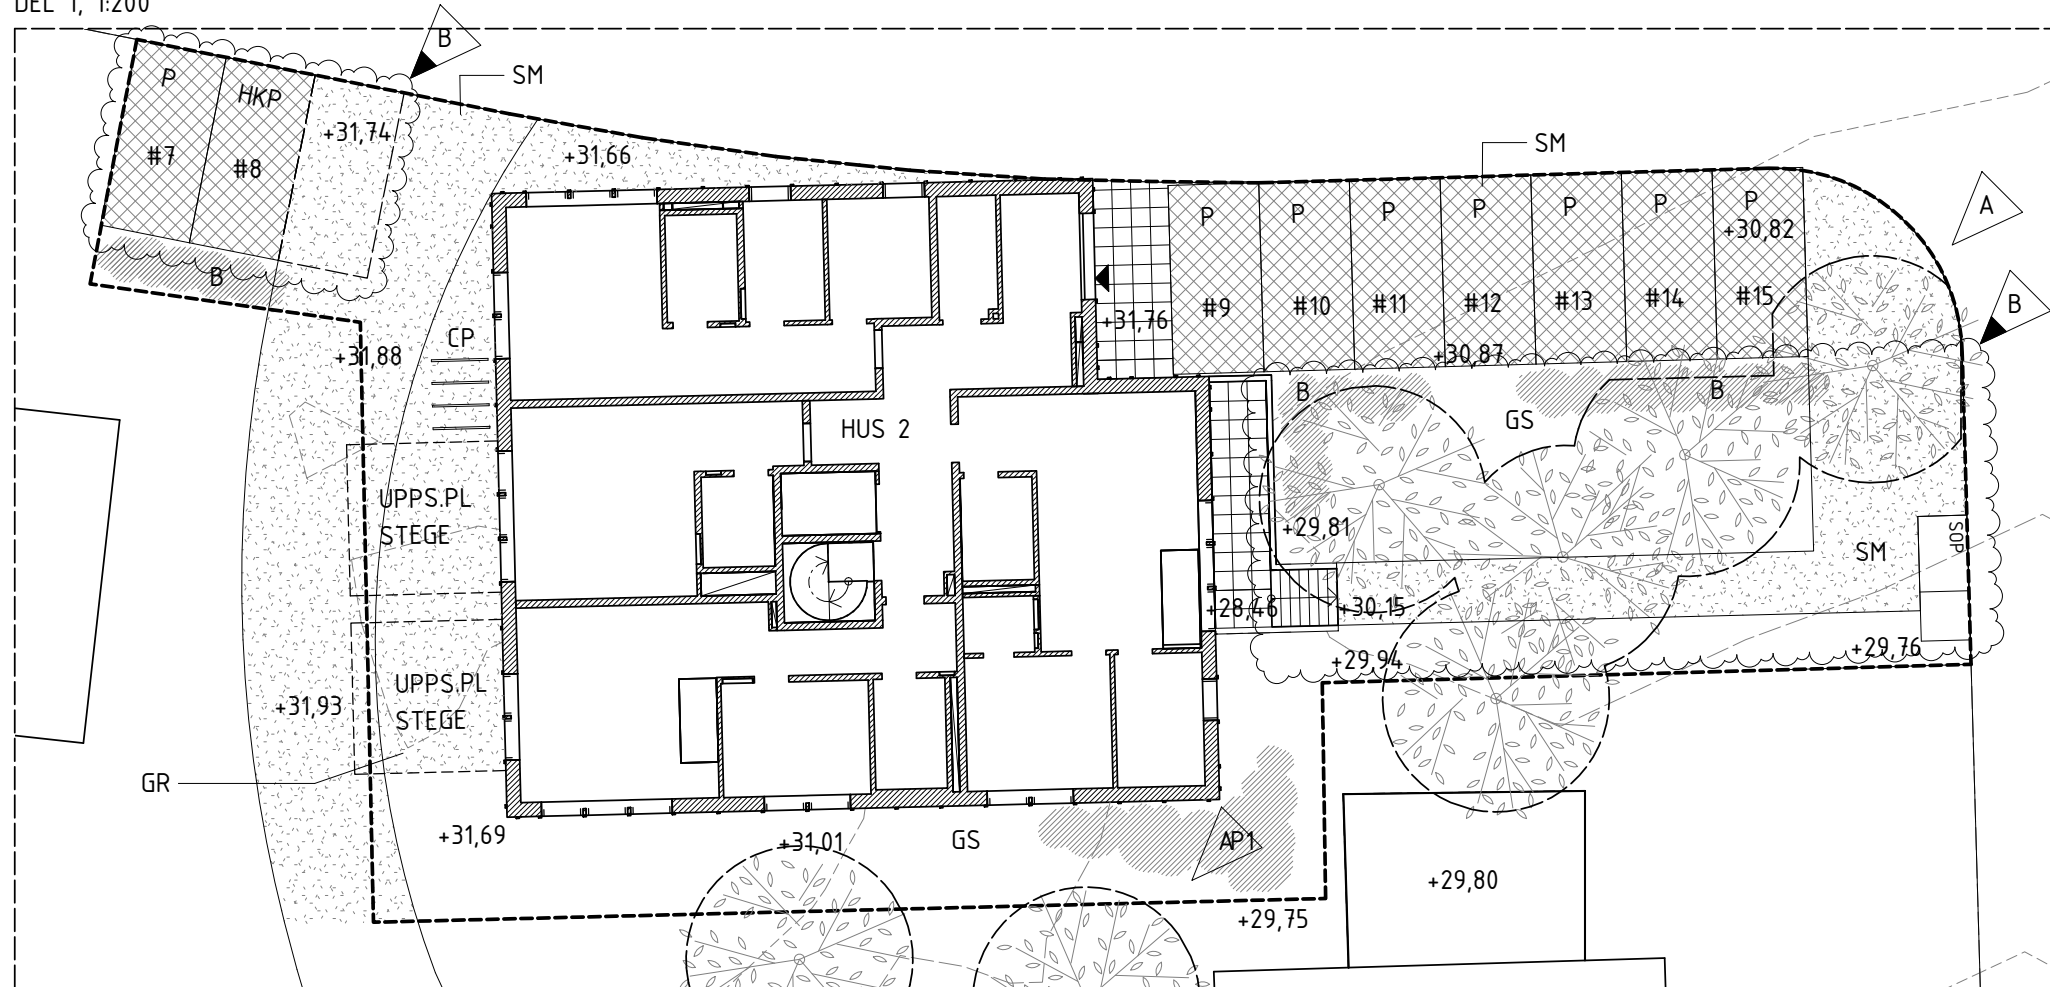 DEL 1, 1:200
B
SM
P
HKP
+31,74
#7
#8
+31,66
SM
A
P
P
P
P
P
P
P
+30,82
#9
#10
#11
#12
#13
#14
#15
B
B
+31,76
+30,87
CP
+31,88
HUS 2
B
GS
B
UPPS.PL
STEGE
+29,81
SM
SOP
+28,46
+30,15
+29,94
+29,76
UPPS.PL
STEGE
+31,93
GR
+31,69
+31,01
GS
AP1
+29,80
+29,75